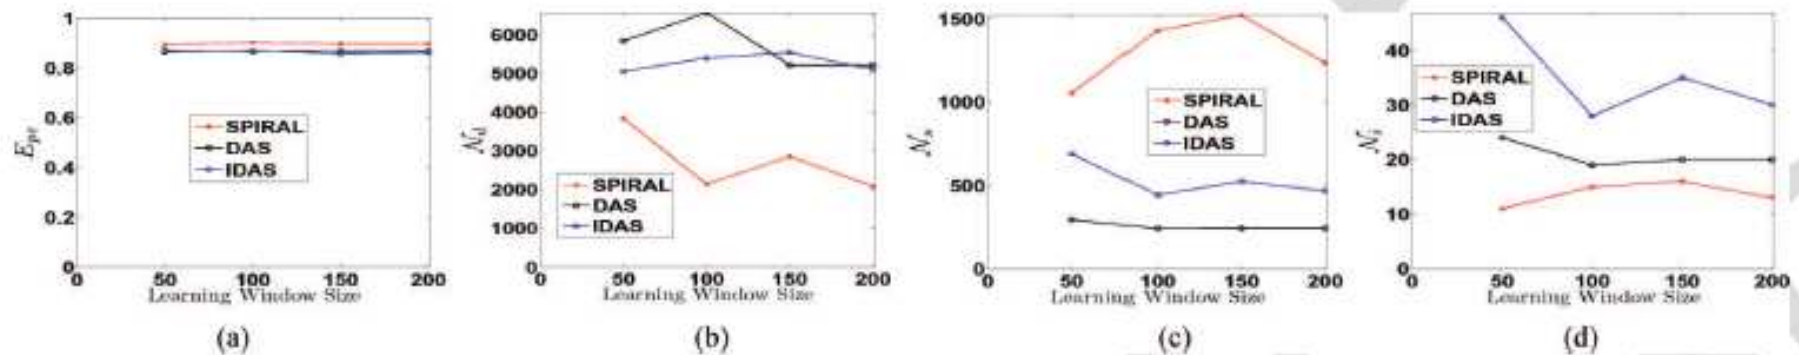 1
0.8
0.6
0.4
0.2
0
E_pr
SPIRAL
DAS
IDAS
0 50 100 150 200
Learning Window Size
(a)
6000
5000
4000
3000
2000
1000
0
N_d
SPIRAL
DAS
IDAS
0 50 100 150 200
Learning Window Size
(b)
1500
1000
500
0
N_s
SPIRAL
DAS
IDAS
0 50 100 150 200
Learning Window Size
(c)
40
30
20
10
0
SPIRAL
DAS
IDAS
0 50 100 150 200
Learning Window Size
(d)